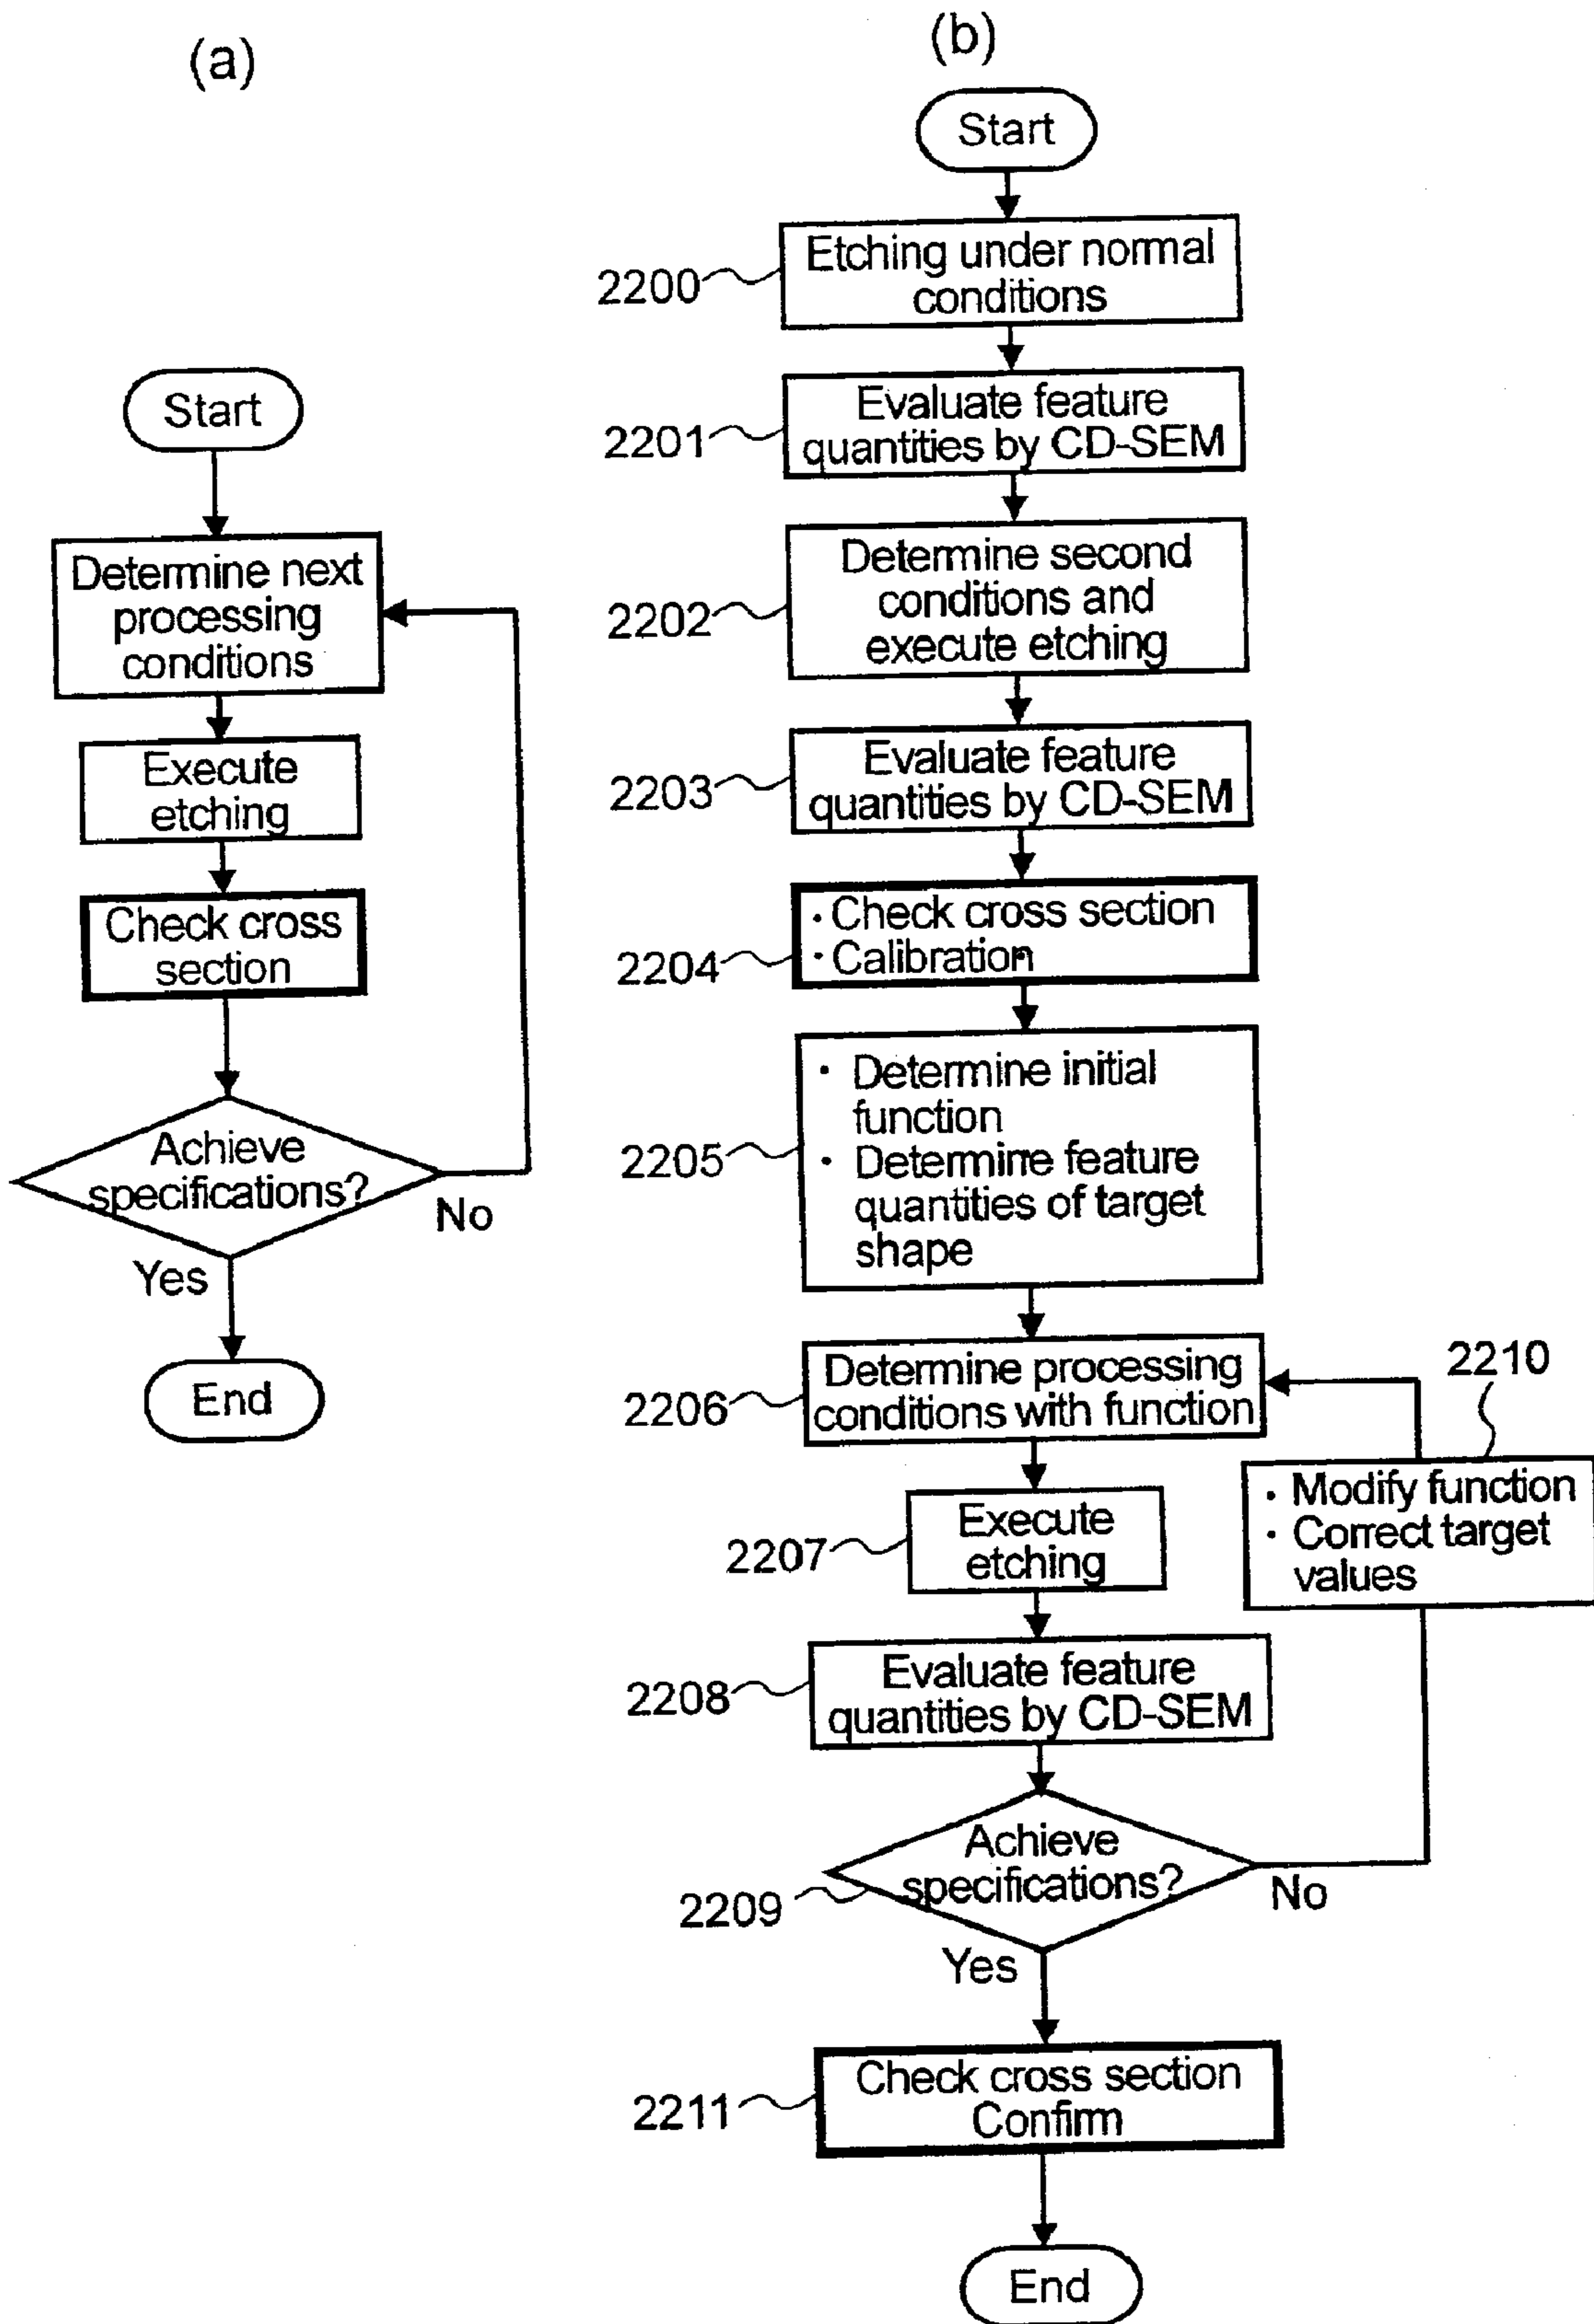 (a)
Start
Determine next
processing
conditions
Execute
etching
Check cross
section
Achieve
specifications?
No
Yes
End
(b)
Start
2200
Etching under normal
conditions
2201
Evaluate feature
quantities by CD-SEM
2202
Determine second
conditions and
execute etching
2203
Evaluate feature
quantities by CD-SEM
2204
· Check cross section
· Calibration
2205
· Determine initial
function
· Determine feature
quantities of target
shape
2206
Determine processing
conditions with function
2210
· Modify function
· Correct target
values
2207
Execute
etching
2208
Evaluate feature
quantities by CD-SEM
2209
Achieve
specifications?
No
Yes
2211
Check cross section
Confirm
End